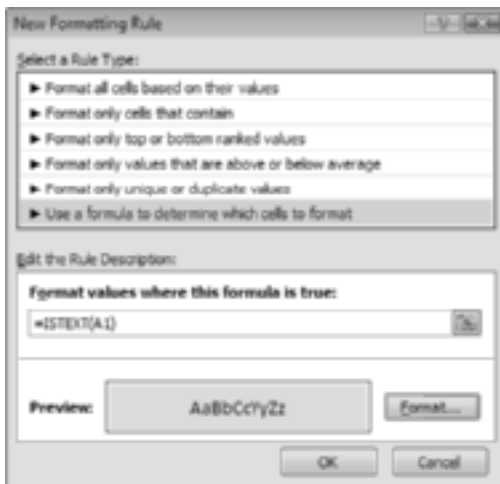 New Formatting Rule
Select a Rule Type:
► Format all cells based on their values
► Format only cells that contain
► Format only top or bottom ranked values
► Format only values that are above or below average
► Format only unique or duplicate values
► Use a formula to determine which cells to format
Edit the Rule Description:
Format values where this formula is true:
=ISTEXT(A1)
Preview: AaBbCcYyZz Format...
OK Cancel